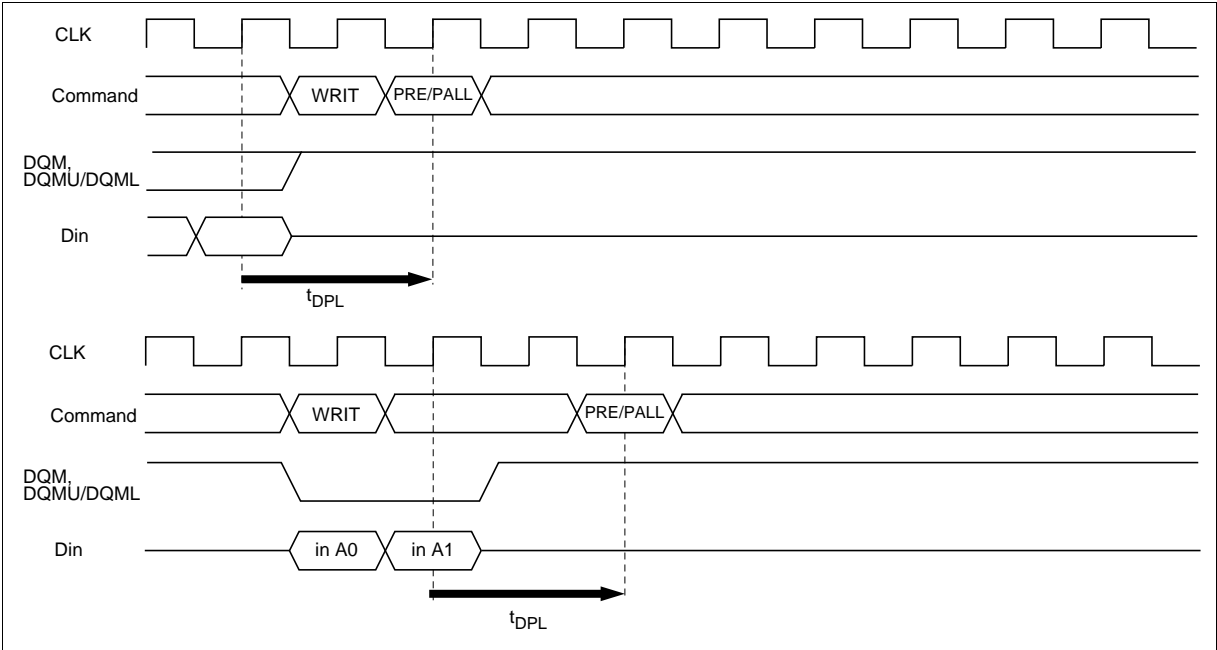 CLK
Command
WRIT
PRE/PALL
DQM,
DQMU/DQML
Din
tDPL
CLK
Command
WRIT
PRE/PALL
DQM,
DQMU/DQML
Din
in A0
in A1
tDPL